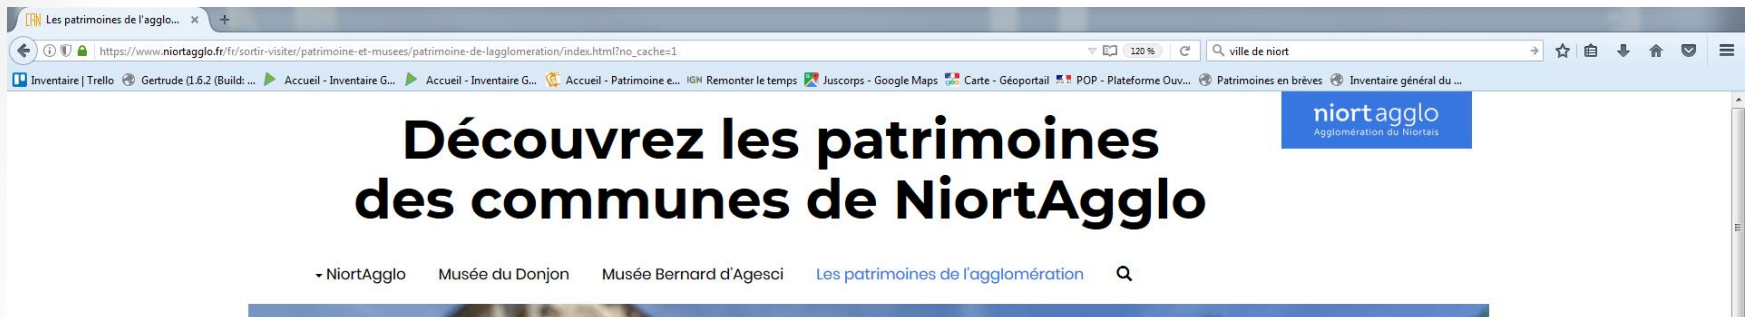 CAN Les patrimoines de l'agglo... × +
https://www.niortagglo.fr/fr/sortir-visiter/patrimoine-et-musees/patrimoine-de-lagglomeration/index.html?no_cache=1 120 % ville de niort
Inventaire | Trello Gertrude (1.6.2 (Build: ... Accueil - Inventaire G... Accueil - Inventaire G... Accueil - Patrimoine e... IGN Remonter le temps Juscorps - Google Maps Carte - Géoportail POP - Plateforme Ouv... Patrimoines en brèves Inventaire général du ...
niortagglo
Agglomération du Niortais
Découvrez les patrimoines
des communes de NiortAgglo
NiortAgglo Musée du Donjon Musée Bernard d'Agesci Les patrimoines de l'agglomération